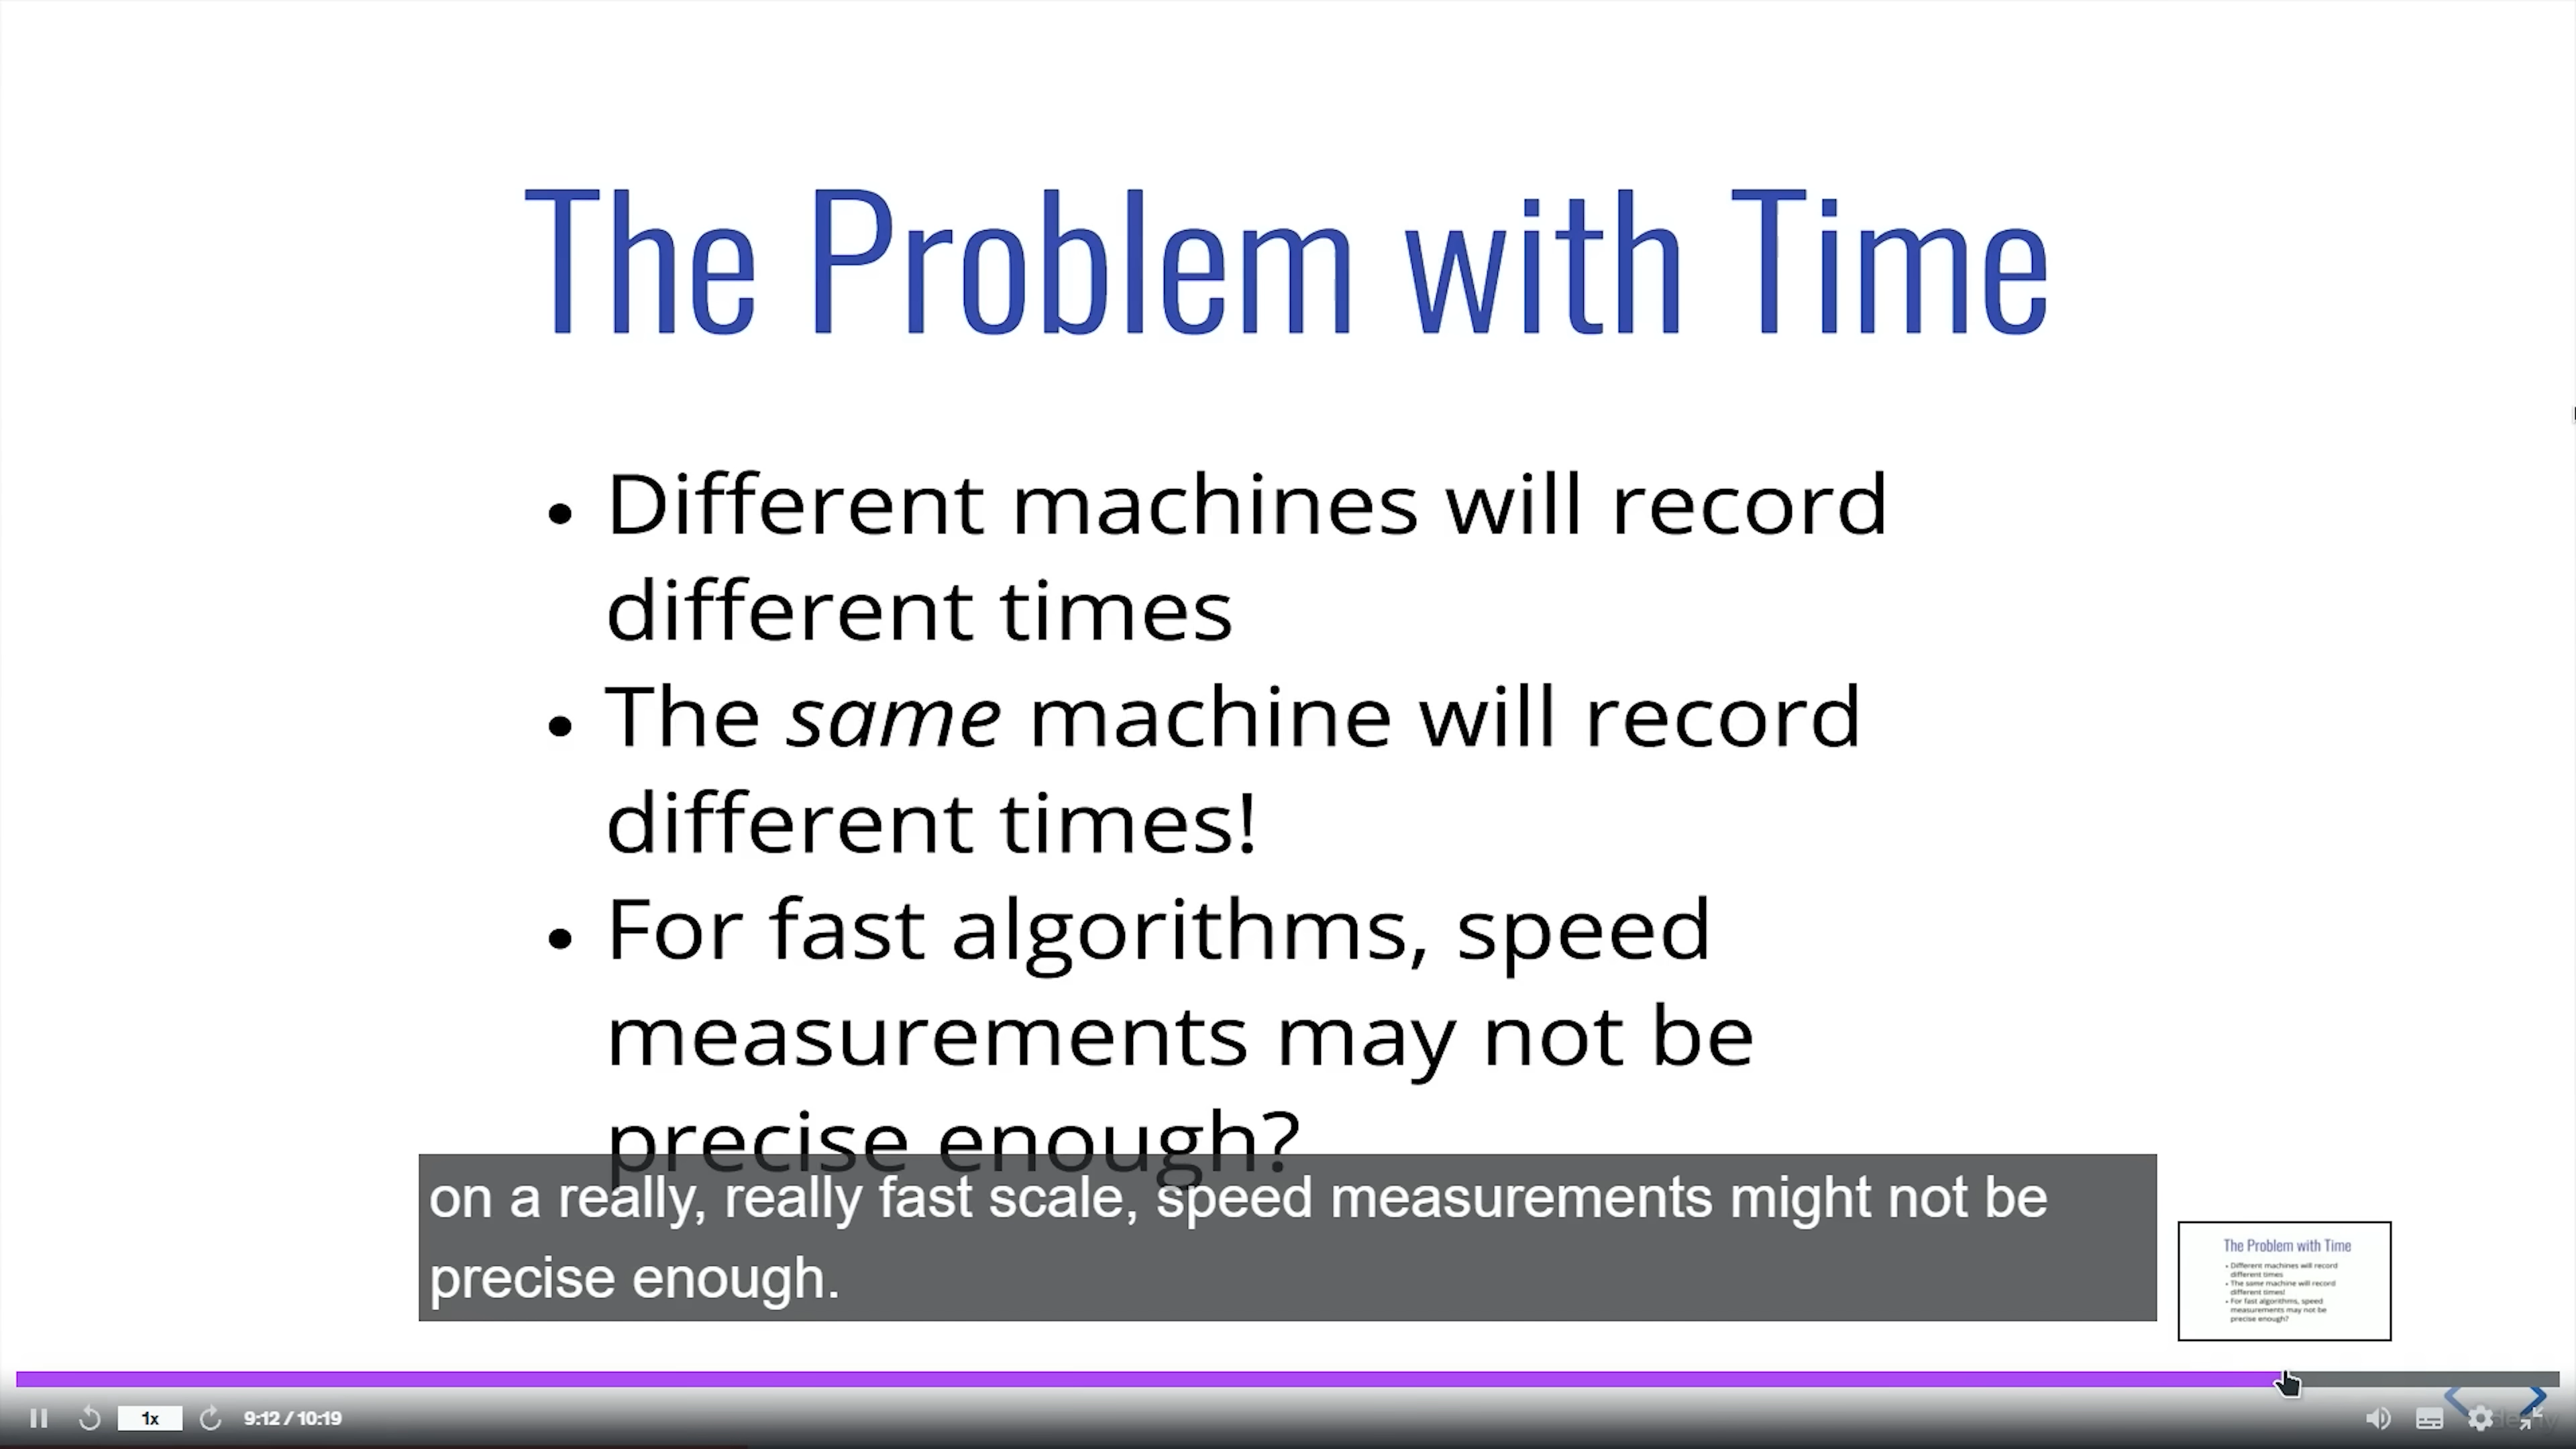 The Problem with Time
• Different machines will record
different times
• The same machine will record
different times!
• For fast algorithms, speed
measurements may not be
precise enough?
on a really, really fast scale, speed measurements might not be
precise enough.
The Problem with Time
• Different machines will record
different times
• The same machine will record
different times!
• For fast algorithms, speed
measurements may not be
precise enough?
1x
9:12 / 10:19